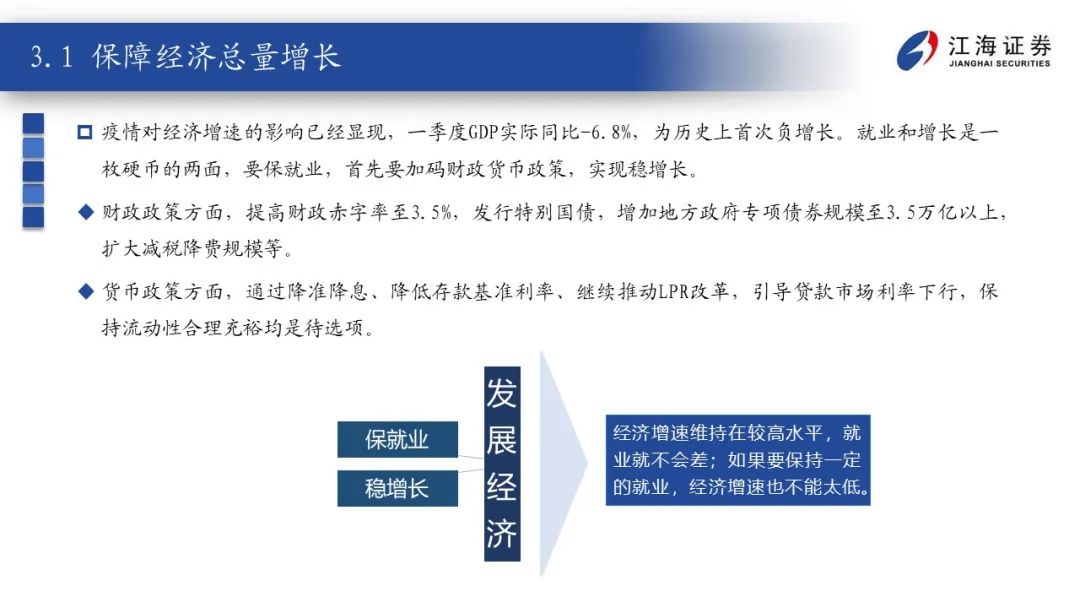 3.1 保障经济总量增长
江海证券
JIANGHAI SECURITIES
疫情对经济增速的影响已经显现，一季度GDP实际同比-6.8%，为历史上首次负增长。就业和增长是一
枚硬币的两面，要保就业，首先要加码财政货币政策，实现稳增长。
财政政策方面，提高财政赤字率至3.5%，发行特别国债，增加地方政府专项债券规模至3.5万亿以上，
扩大减税降费规模等。
货币政策方面，通过降准降息、降低存款基准利率、继续推动LPR改革，引导贷款市场利率下行，保
持流动性合理充裕均是待选项。
保就业
稳增长
发展经济
经济增速维持在较高水平，就
业就不会差；如果要保持一定
的就业，经济增速也不能太低。